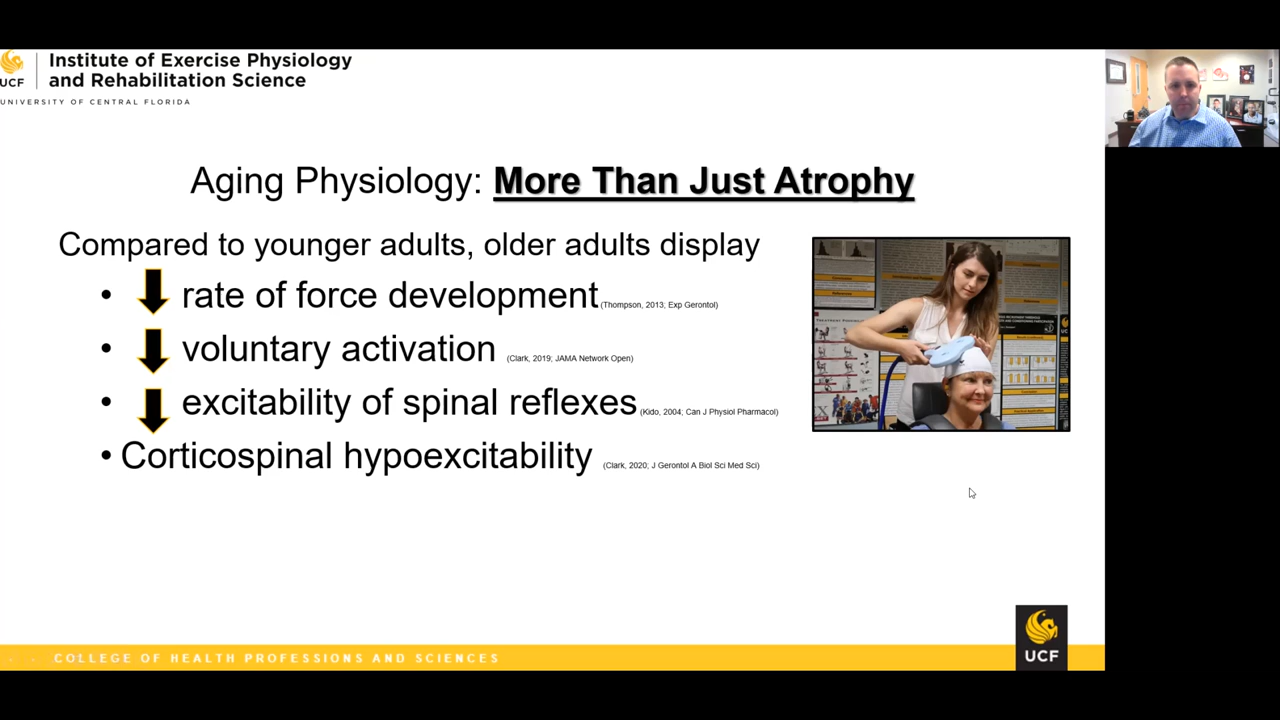 Institute of Exercise Physiology
and Rehabilitation Science
UCF
UNIVERSITY OF CENTRAL FLORIDA
Aging Physiology: More Than Just Atrophy
Compared to younger adults, older adults display
• rate of force development (Thompson, 2013; Exp Gerontol)
• voluntary activation (Clark, 2019; JAMA Network Open)
• excitability of spinal reflexes (Kido, 2004; Can J Physiol Pharmacol)
• Corticospinal hypoexcitability (Clark, 2020; J Gerontol A Biol Sci Med Sci)
COLLEGE OF HEALTH PROFESSIONS AND SCIENCES
UCF